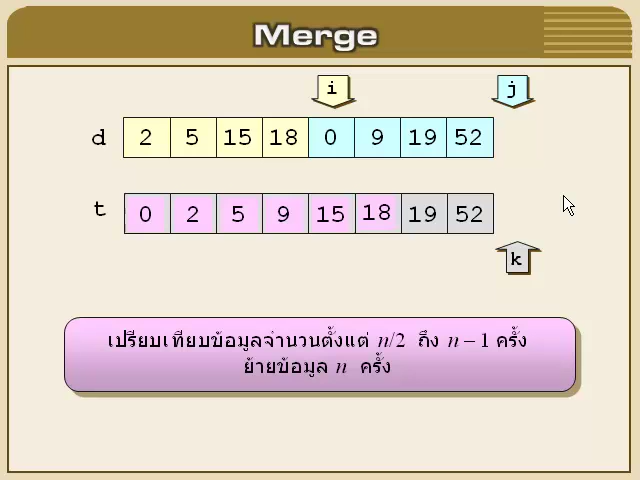 Merge
i j
d 2 5 15 18 0 9 19 52
t 0 2 5 9 15 18 19 52
k
เปรียบเทียบข้อมูลจำนวนตั้งแต่ n/2 ถึง n – 1 ครั้ง
ย้ายข้อมูล n ครั้ง